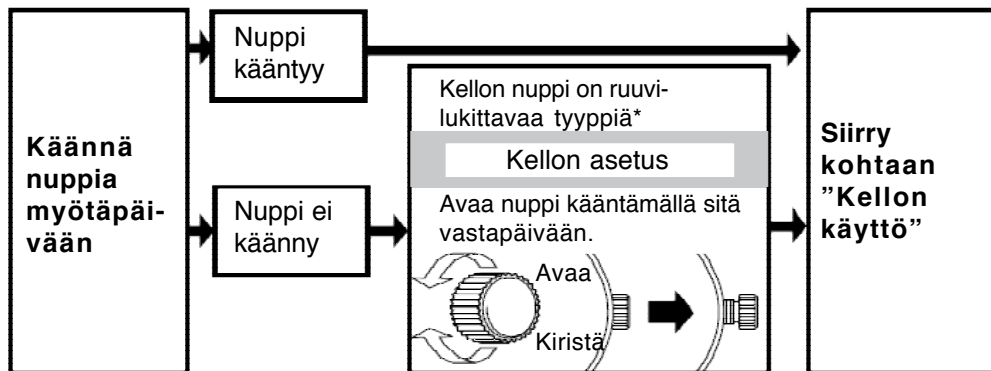 Käännä
nuppia
myötäpäi-
vään
Nuppi
kääntyy
Nuppi ei
käänny
Kellon nuppi on ruuvi-
lukittavaa tyyppiä*
Kellon asetus
Avaa nuppi kääntämällä sitä
vastapäivään.
Avaa
Kiristä
Siirry
kohtaan
”Kellon
käyttö”